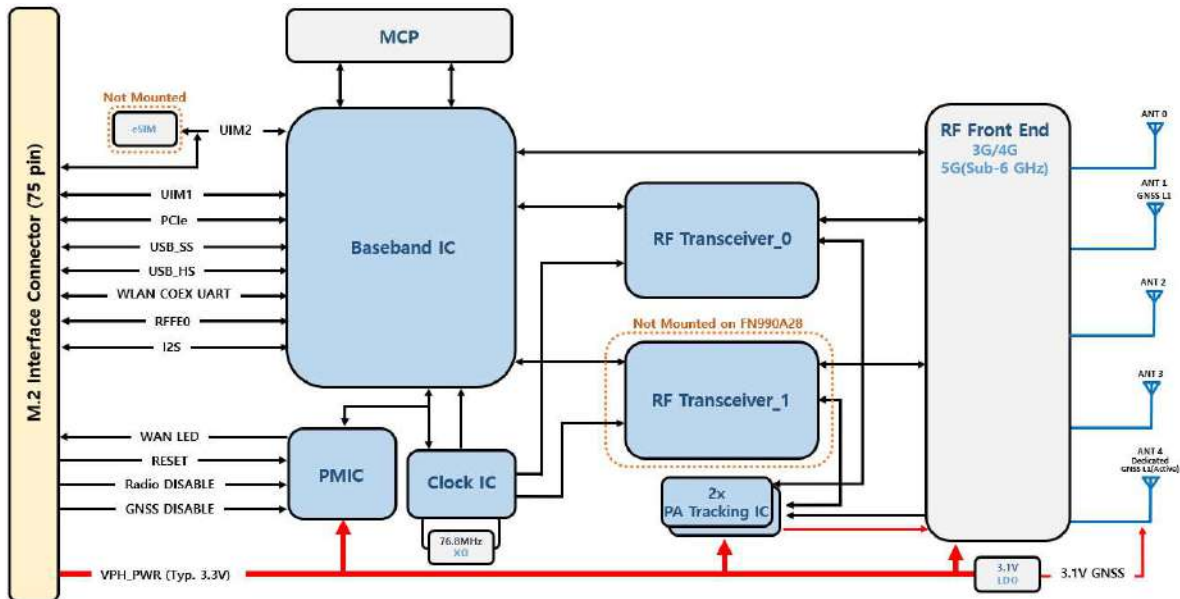 MCP
Not Mounted
eSIM
UIM2
M.2 Interface Connector (75 pin)
UIM1
PCIe
USB_SS
USB_HS
WLAN COEX UART
RFFE0
I2S
Baseband IC
RF Transceiver_0
Not Mounted on FN990A28
RF Transceiver_1
RF Front End
3G/4G
5G(Sub-6 GHz)
ANT 0
ANT 1
GNSS L1
ANT 2
ANT 3
ANT 4
Dedicated
GNSS L1(Active)
WAN LED
RESET
Radio DISABLE
GNSS DISABLE
PMIC
Clock IC
76.8MHz
XO
2x
PA Tracking IC
VPH_PWR (Typ. 3.3V)
3.1V
LDO
3.1V GNSS